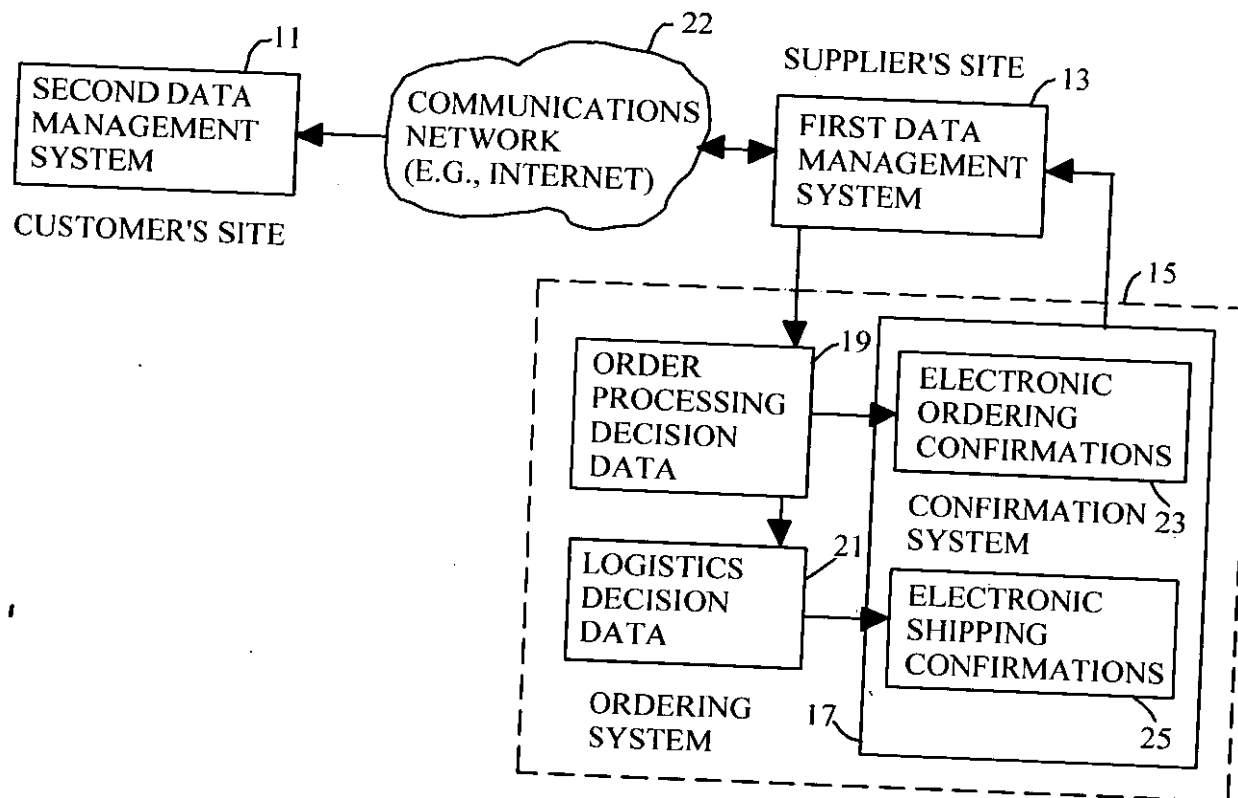 11
SECOND DATA
MANAGEMENT
SYSTEM
CUSTOMER'S SITE
22
COMMUNICATIONS
NETWORK
(E.G., INTERNET)
SUPPLIER'S SITE
13
FIRST DATA
MANAGEMENT
SYSTEM
15
19
ORDER
PROCESSING
DECISION
DATA
ELECTRONIC
ORDERING
CONFIRMATIONS
23
CONFIRMATION
SYSTEM
21
LOGISTICS
DECISION
DATA
ELECTRONIC
SHIPPING
CONFIRMATIONS
25
17
ORDERING
SYSTEM